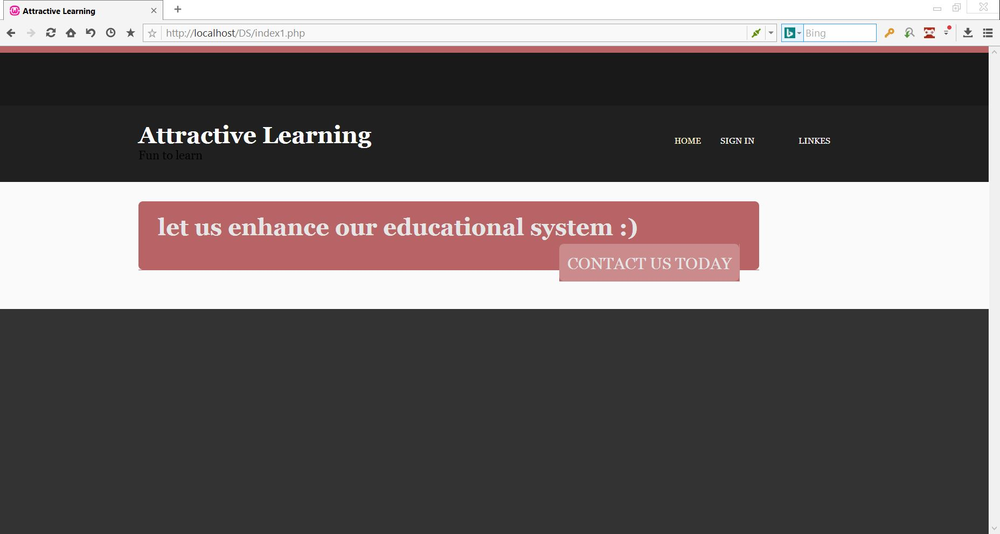 Attractive Learning
http://localhost/DS/index1.php
Bing
Attractive Learning
Fun to learn
HOME SIGN IN LINKES
let us enhance our educational system :)
CONTACT US TODAY